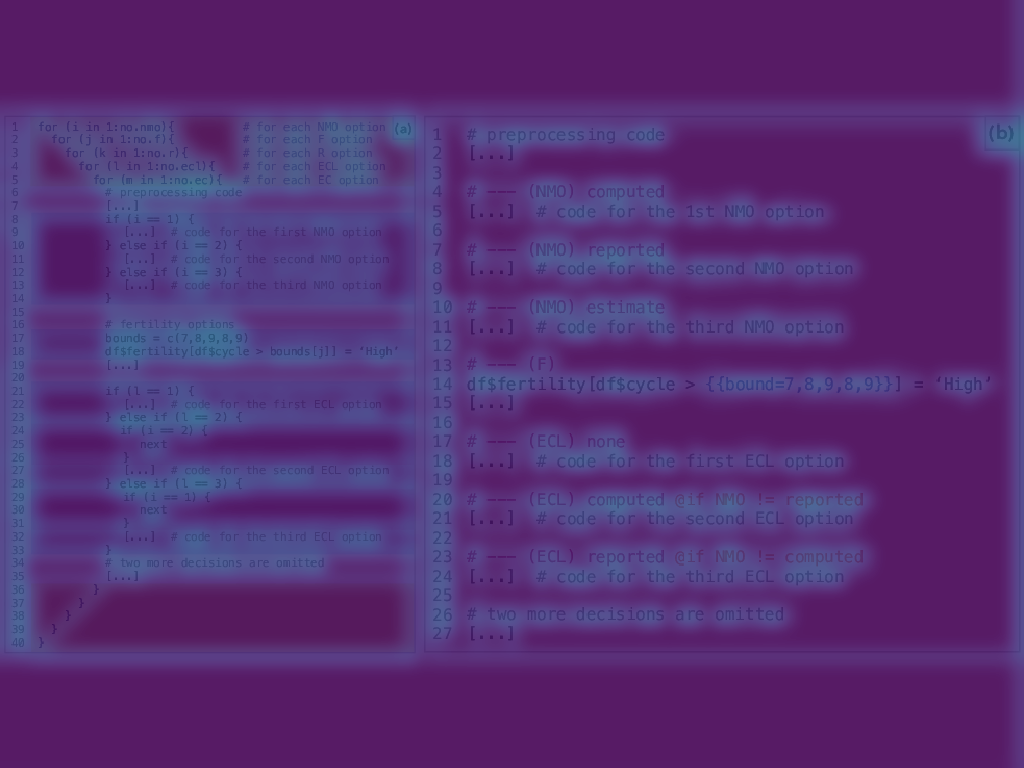 (a)
1 for (i in 1:no.nmo){ # for each NMO option
2 for (j in 1:no.f){ # for each F option
3 for (k in 1:no.r){ # for each R option
4 for (l in 1:no.ecl){ # for each ECL option
5 for (m in 1:no.ec){ # for each EC option
6 # preprocessing code
7 [...]
8 if (i == 1) {
9 [...] # code for the first NMO option
10 } else if (i == 2) {
11 [...] # code for the second NMO option
12 } else if (i == 3) {
13 [...] # code for the third NMO option
14 }
15
16 # fertility options
17 bounds = c(7,8,9,8,9)
18 df$fertility[df$cycle > bounds[j]] = ‘High’
19 [...]
20
21 if (l == 1) {
22 [...] # code for the first ECL option
23 } else if (l == 2) {
24 if (i == 2) {
25 next
26 }
27 [...] # code for the second ECL option
28 } else if (l == 3) {
29 if (i == 1) {
30 next
31 }
32 [...] # code for the third ECL option
33 }
34 # two more decisions are omitted
35 [...]
36 }
37 }
38 }
39 }
40 }
(b)
1 # preprocessing code
2 [...]
3
4 # --- (NMO) computed
5 [...] # code for the 1st NMO option
6
7 # --- (NMO) reported
8 [...] # code for the second NMO option
9
10 # --- (NMO) estimate
11 [...] # code for the third NMO option
12
13 # --- (F)
14 df$fertility[df$cycle > {{bound=7,8,9,8,9}}] = ‘High’
15 [...]
16
17 # --- (ECL) none
18 [...] # code for the first ECL option
19
20 # --- (ECL) computed @if NMO != reported
21 [...] # code for the second ECL option
22
23 # --- (ECL) reported @if NMO != computed
24 [...] # code for the third ECL option
25
26 # two more decisions are omitted
27 [...]